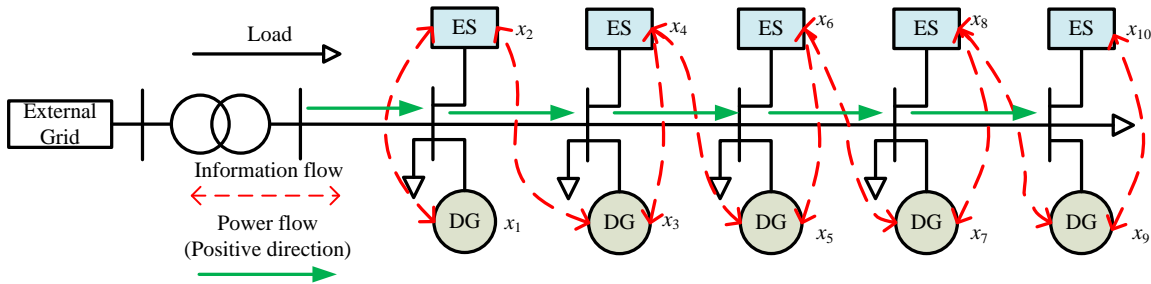 Load
ES
x2
ES
x4
ES
x6
ES
x8
ES
x10
External
Grid
Information flow
Power flow
(Positive direction)
DG
x1
DG
x3
DG
x5
DG
x7
DG
x9